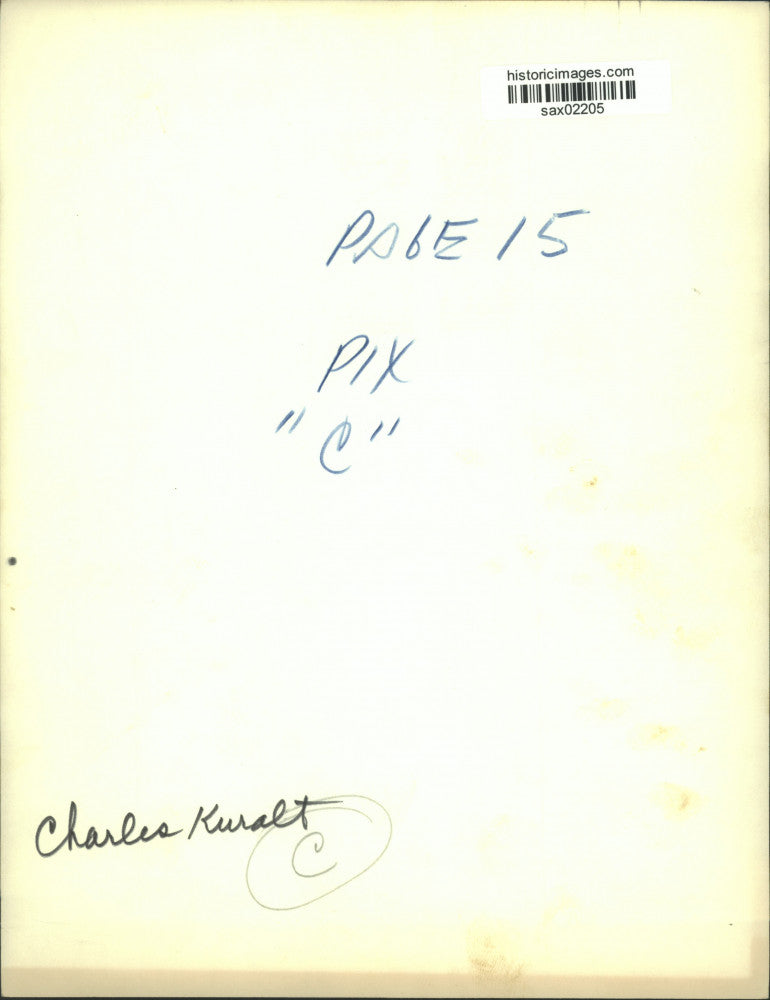 historicimages.com
sax02205
PAGE 15
PIX
"C"
Charles Kuralt
C